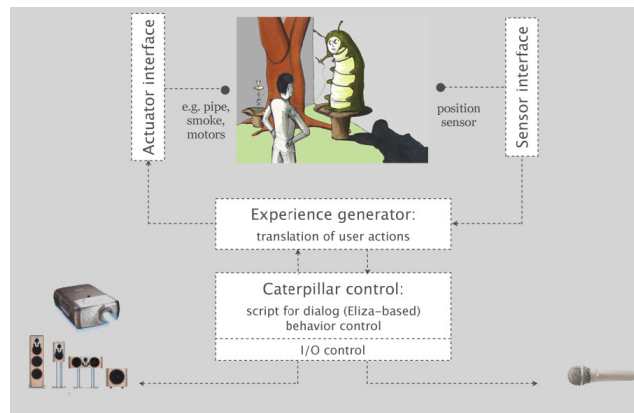 Actuator interface
e.g. pipe,
smoke,
motors
position
sensor
Sensor interface
Experience generator:
translation of user actions
Caterpillar control:
script for dialog (Eliza-based)
behavior control
I/O control